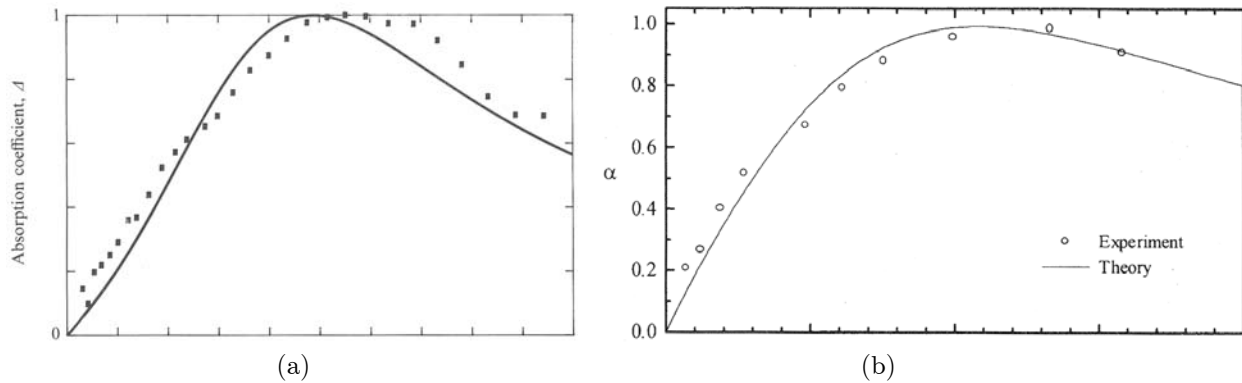 1
Absorption coefficient, Δ
0
(a)
1.0
0.8
α
0.6
0.4
0.2
0.0
Experiment
Theory
(b)